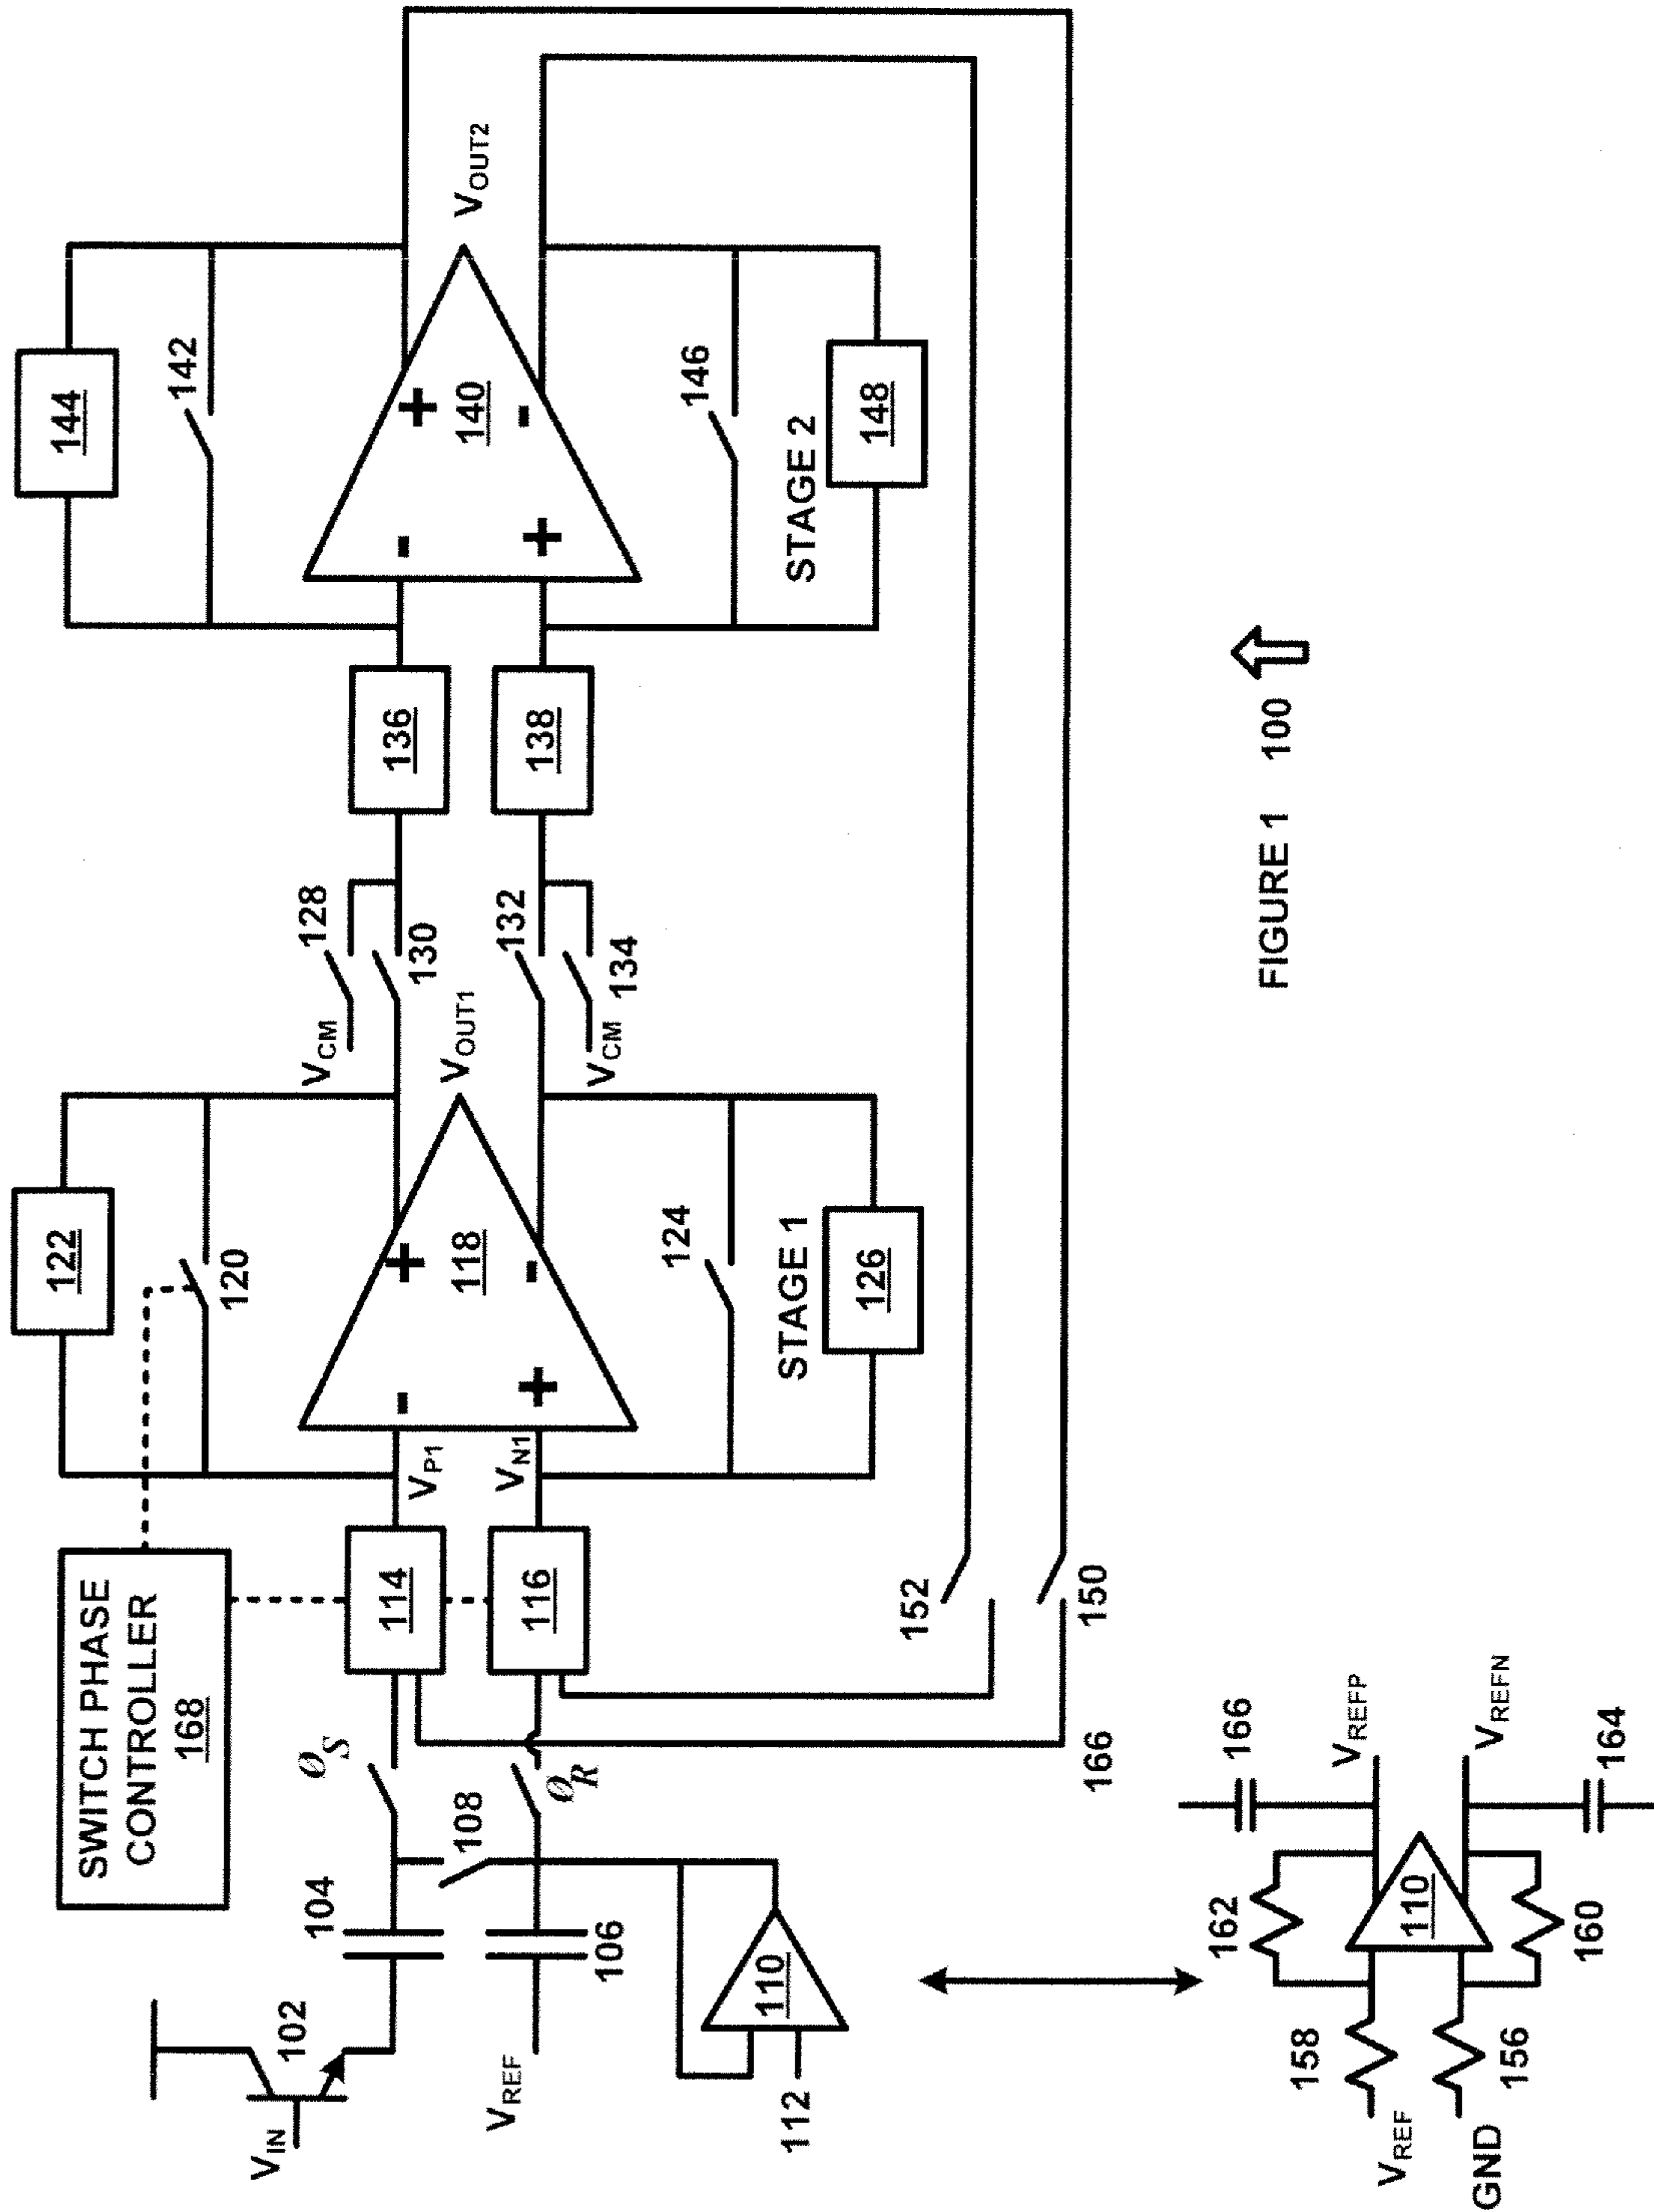 SWITCH PHASE
CONTROLLER
168
122
120
144
142
V_IN
102
104
∅_S
114
V_P1
118
+
-
V_CM
128
130
V_OUT1
136
140
+
-
V_OUT2
V_REF
106
108
∅_R
116
V_N1
+
-
132
134
V_CM
138
+
-
112
110
124
STAGE 1
126
146
STAGE 2
148
152
150
166
V_REF
158
162
110
166
V_REFP
GND
156
160
V_REFN
164
FIGURE 1 100